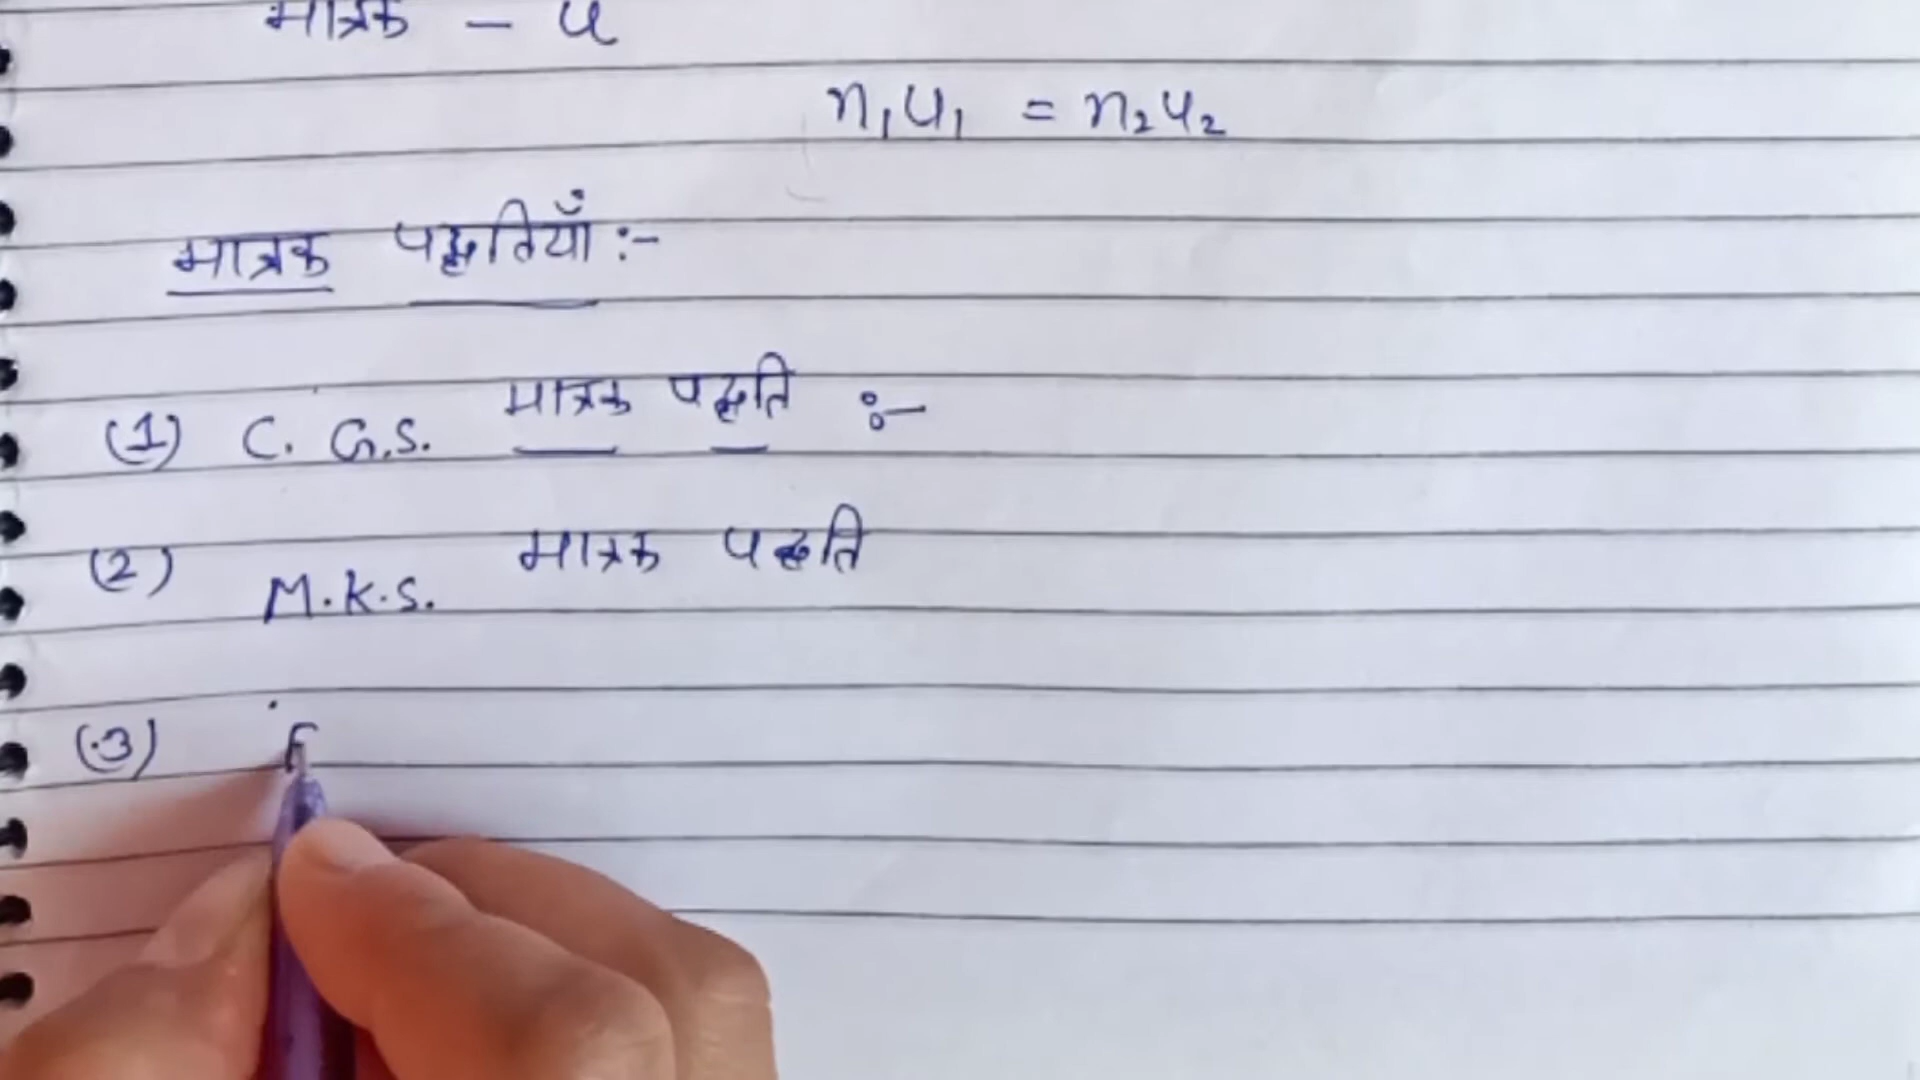 मात्रक - u
n₁u₁ = n₂u₂
मात्रक पद्धतियाँ :-
(1) C. G.S. मात्रक पद्धति :-
(2) M.K.S. मात्रक पद्धति
(3) F